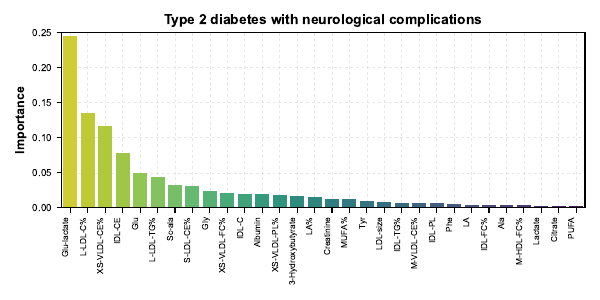 Type 2 diabetes with neurological complications
Importance
0.25
0.20
0.15
0.10
0.05
0.00
Glu-lactate
L-LDL-C%
XS-VLDL-CE%
IDL-CE
Glu
L-LDL-TG%
Sc-ala
S-LDL-CE%
Gly
XS-VLDL-FC%
IDL-C
Albumin
XS-VLDL-PL%
3-Hydroxybutyrate
LA%
Creatinine
MUFA%
Tyr
LDL-size
IDL-TG%
M-VLDL-CE%
IDL-PL
Phe
LA
IDL-FC%
Ala
M-HDL-FC%
Lactate
Citrate
PUFA